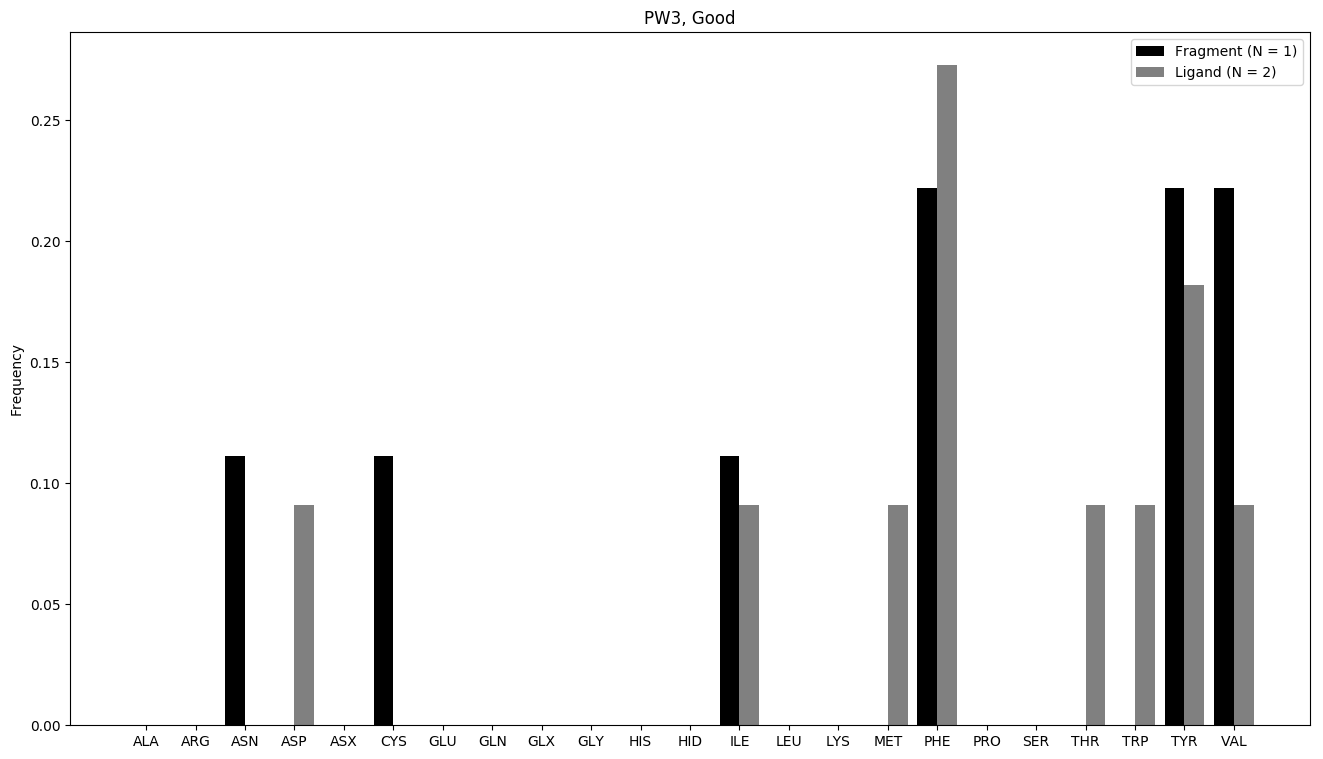 PW3, Good
Fragment (N = 1)
Ligand (N = 2)
Frequency
0.25
0.20
0.15
0.10
0.05
0.00
ALA ARG ASN ASP ASX CYS GLU GLN GLX GLY HIS HID ILE LEU LYS MET PHE PRO SER THR TRP TYR VAL